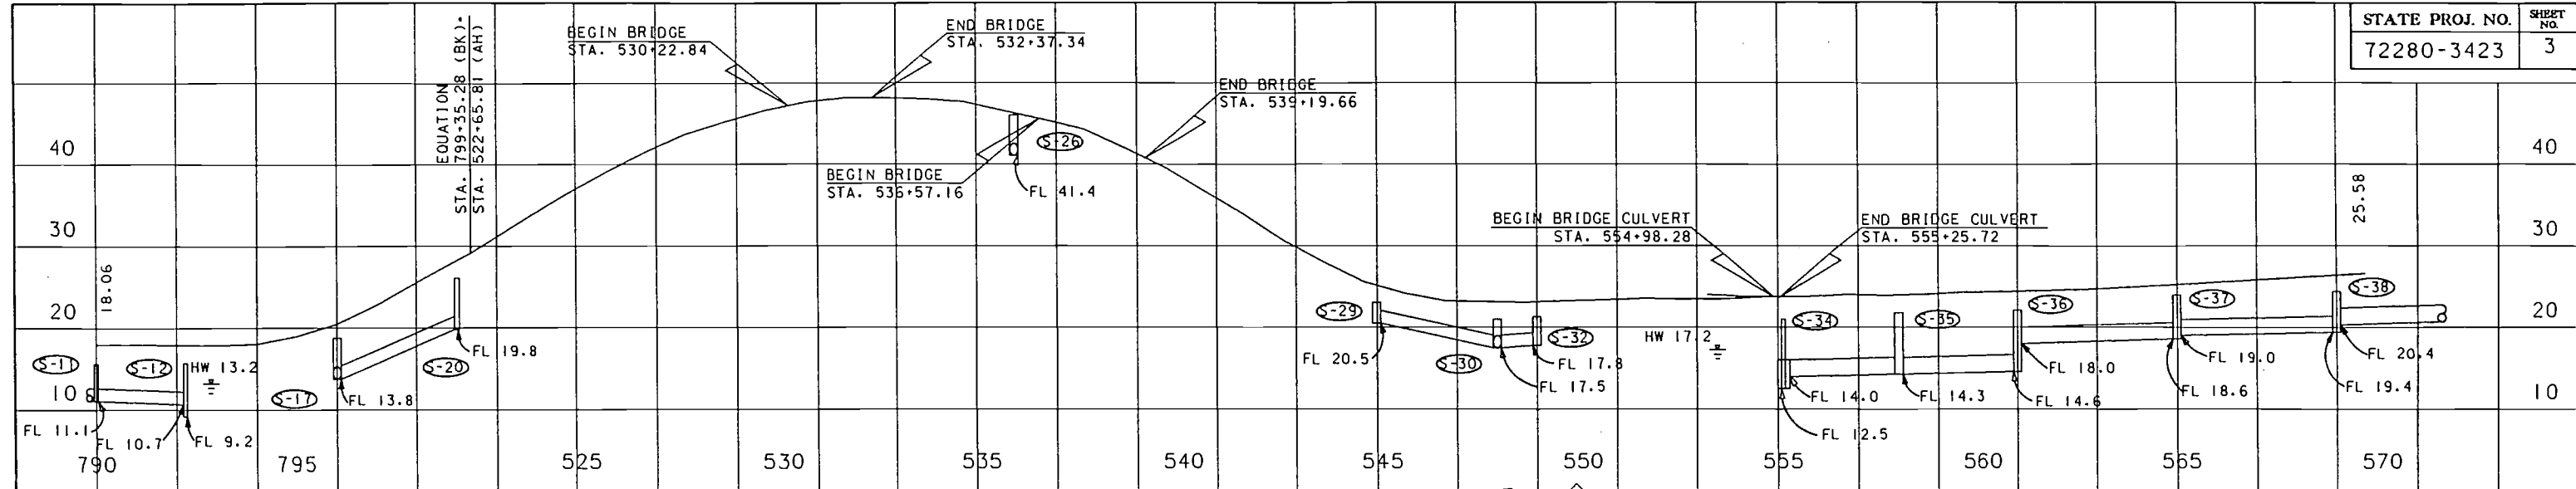 STATE PROJ. NO.
SHEET NO.
72280-3423
3
BEGIN BRIDGE
STA. 530+22.84
END BRIDGE
STA. 532+37.34
EQUATION
STA. 799+35.28 (BK)=
STA. 522+65.81 (AH)
END BRIDGE
STA. 539+19.66
BEGIN BRIDGE
STA. 536+57.16
S-26
FL 41.4
BEGIN BRIDGE CULVERT
STA. 554+98.28
END BRIDGE CULVERT
STA. 555+25.72
40
30
20
10
40
30
20
10
18.06
25.58
S-11
S-12
HW 13.2
S-17
S-20
FL 19.8
FL 13.8
FL 11.1
FL 10.7
FL 9.2
S-29
FL 20.5
S-30
S-32
FL 17.8
FL 17.5
HW 17.2
S-34
S-35
S-36
S-37
S-38
FL 14.0
FL 12.5
FL 14.3
FL 14.6
FL 18.0
FL 18.6
FL 19.0
FL 19.4
FL 20.4
790
795
525
530
535
540
545
550
555
560
565
570